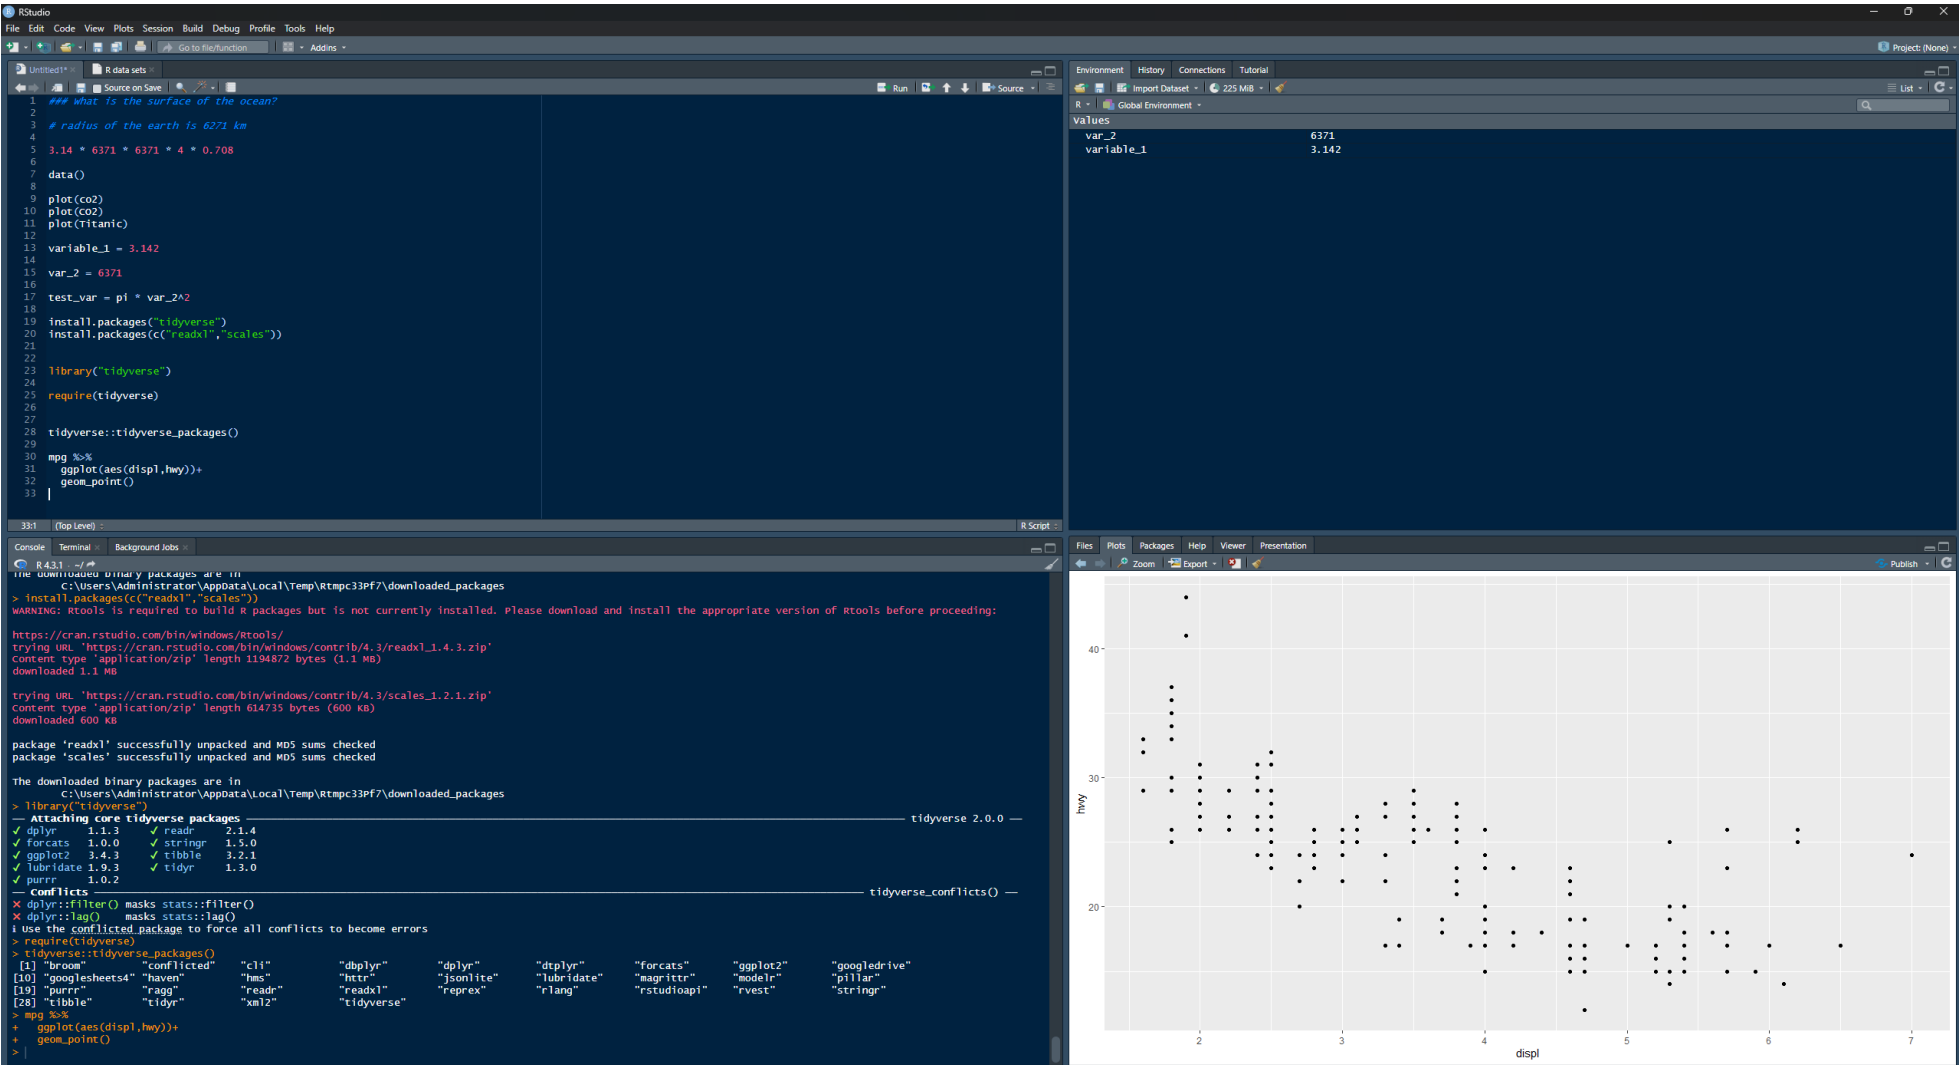 RStudio
File Edit Code View Plots Session Build Debug Profile Tools Help
Go to file/function Addins Project: (None)
Untitled1* R data sets
Source on Save Run Source
1 ### What is the surface of the ocean?
2
3 # radius of the earth is 6271 km
4
5 3.14 * 6371 * 6371 * 4 * 0.708
6
7 data()
8
9 plot(co2)
10 plot(CO2)
11 plot(Titanic)
12
13 variable_1 = 3.142
14
15 var_2 = 6371
16
17 test_var = pi * var_2^2
18
19 install.packages("tidyverse")
20 install.packages(c("readxl","scales"))
21
22
23 library("tidyverse")
24
25 require(tidyverse)
26
27
28 tidyverse::tidyverse_packages()
29
30 mpg %>%
31 ggplot(aes(displ,hwy))+
32 geom_point()
33
33:1 (Top Level) R Script
Console Terminal Background Jobs
R 4.3.1 · ~/
The downloaded binary packages are in
C:\Users\Administrator\AppData\Local\Temp\Rtmpc33Pf7\downloaded_packages
> install.packages(c("readxl","scales"))
WARNING: Rtools is required to build R packages but is not currently installed. Please download and install the appropriate version of Rtools before proceeding:
https://cran.rstudio.com/bin/windows/Rtools/
trying URL 'https://cran.rstudio.com/bin/windows/contrib/4.3/readxl_1.4.3.zip'
Content type 'application/zip' length 1194872 bytes (1.1 MB)
downloaded 1.1 MB
trying URL 'https://cran.rstudio.com/bin/windows/contrib/4.3/scales_1.2.1.zip'
Content type 'application/zip' length 614735 bytes (600 KB)
downloaded 600 KB
package ‘readxl’ successfully unpacked and MD5 sums checked
package ‘scales’ successfully unpacked and MD5 sums checked
The downloaded binary packages are in
C:\Users\Administrator\AppData\Local\Temp\Rtmpc33Pf7\downloaded_packages
> library("tidyverse")
── Attaching core tidyverse packages ── tidyverse 2.0.0 ──
✔ dplyr 1.1.3 ✔ readr 2.1.4
✔ forcats 1.0.0 ✔ stringr 1.5.0
✔ ggplot2 3.4.3 ✔ tibble 3.2.1
✔ lubridate 1.9.3 ✔ tidyr 1.3.0
✔ purrr 1.0.2
── Conflicts ── tidyverse_conflicts() ──
✖ dplyr::filter() masks stats::filter()
✖ dplyr::lag() masks stats::lag()
ℹ Use the conflicted package to force all conflicts to become errors
> require(tidyverse)
> tidyverse::tidyverse_packages()
[1] "broom" "conflicted" "cli" "dbplyr" "dplyr" "dtplyr" "forcats" "ggplot2" "googledrive"
[10] "googlesheets4" "haven" "hms" "httr" "jsonlite" "lubridate" "magrittr" "modelr" "pillar"
[19] "purrr" "ragg" "readr" "readxl" "reprex" "rlang" "rstudioapi" "rvest" "stringr"
[28] "tibble" "tidyr" "xml2" "tidyverse"
> mpg %>%
+ ggplot(aes(displ,hwy))+
+ geom_point()
>
Environment History Connections Tutorial
Import Dataset 225 MiB List
R Global Environment
Values
var_2 6371
variable_1 3.142
Files Plots Packages Help Viewer Presentation
Zoom Export Publish
40
30
20
hwy
2 3 4 5 6 7
displ